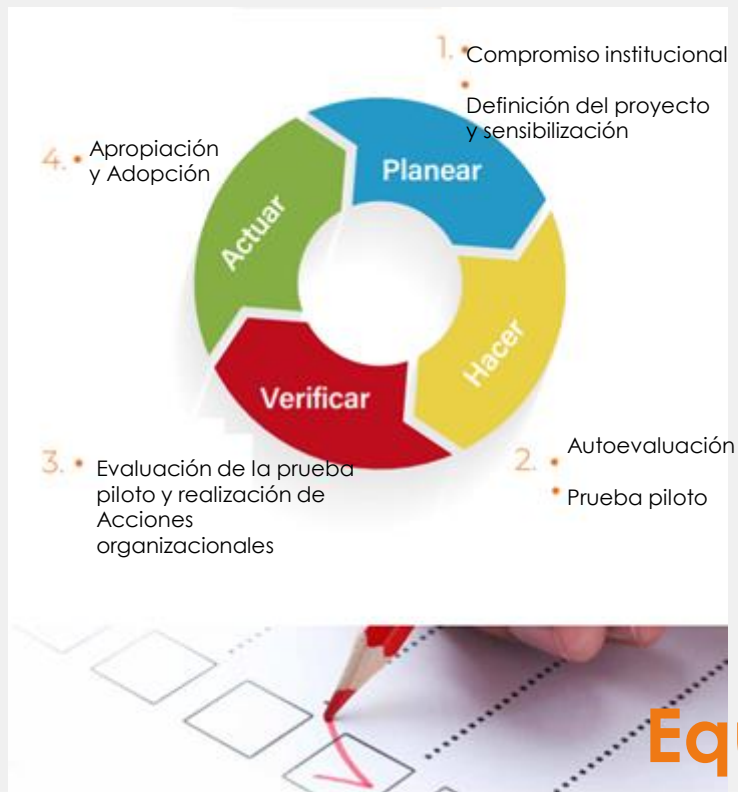 1. • Compromiso institucional
• Definición del proyecto
y sensibilización
Planear
Hacer
Verificar
Actuar
2. • Autoevaluación
• Prueba piloto
3. • Evaluación de la prueba
piloto y realización de
Acciones
organizacionales
4. • Apropiación
y Adopción
Eq